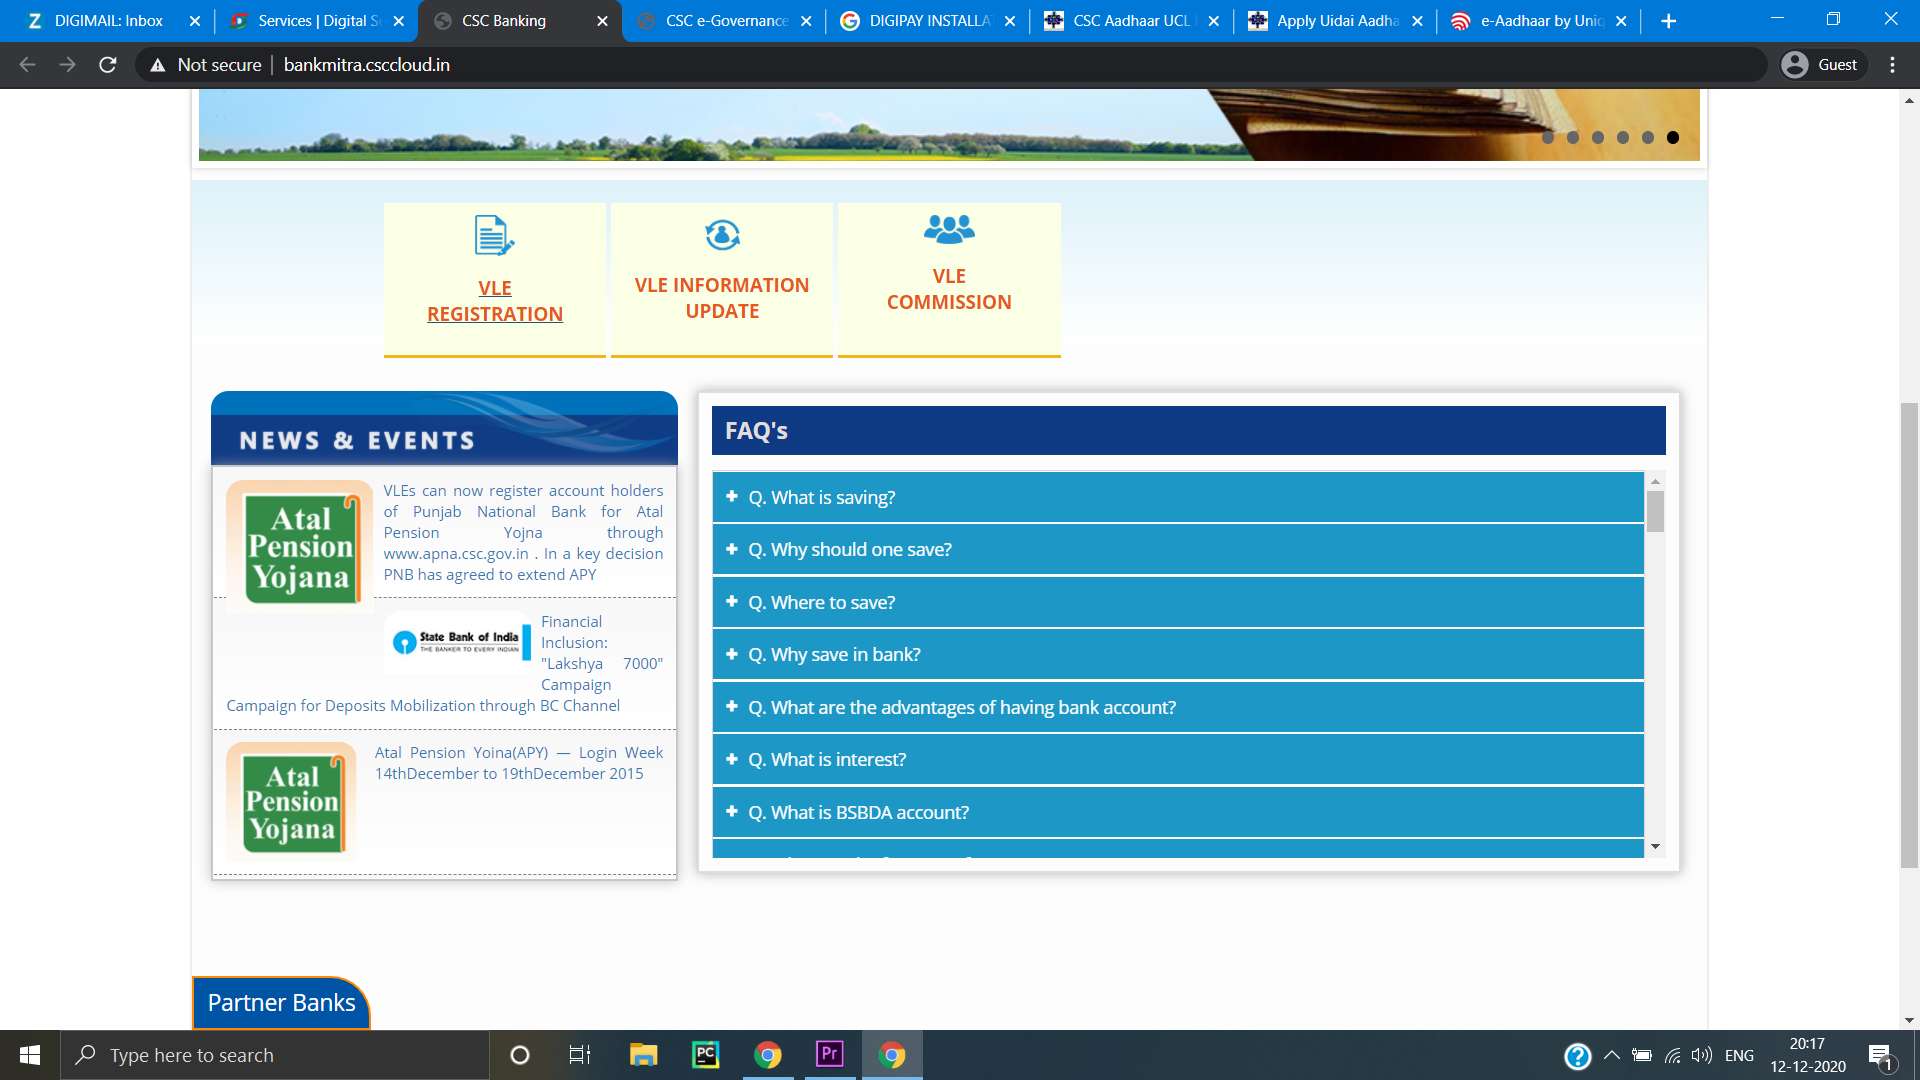 DIGIMAIL: Inbox
Services | Digital Se
CSC Banking
CSC e-Governance
DIGIPAY INSTALLA
CSC Aadhaar UCL
Apply Uidai Aadha
e-Aadhaar by Uniq
Not secure
bankmitra.csccloud.in
Guest
VLE
REGISTRATION
VLE INFORMATION
UPDATE
VLE
COMMISSION
NEWS & EVENTS
Atal
Pension
Yojana
VLEs can now register account holders
of Punjab National Bank for Atal
Pension Yojna through
www.apna.csc.gov.in . In a key decision
PNB has agreed to extend APY
State Bank of India
THE BANKER TO EVERY INDIAN
Financial
Inclusion:
"Lakshya 7000"
Campaign
Campaign for Deposits Mobilization through BC Channel
Atal
Pension
Yojana
Atal Pension Yoina(APY) — Login Week
14thDecember to 19thDecember 2015
FAQ's
Q. What is saving?
Q. Why should one save?
Q. Where to save?
Q. Why save in bank?
Q. What are the advantages of having bank account?
Q. What is interest?
Q. What is BSBDA account?
Partner Banks
Type here to search
PC
Pr
ENG
20:17
12-12-2020
1